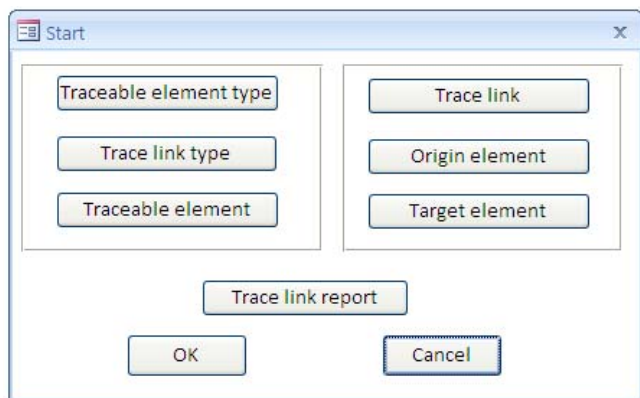 Start
Traceable element type
Trace link type
Traceable element
Trace link
Origin element
Target element
Trace link report
OK
Cancel